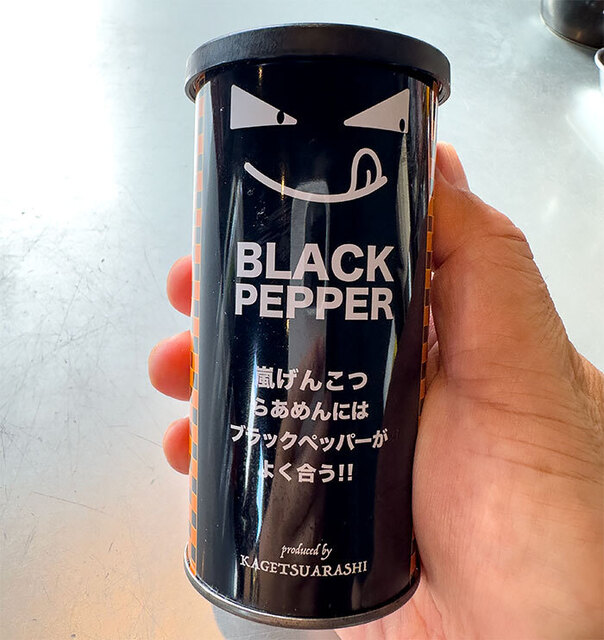 BLACK
PEPPER
嵐げんこつ
らあめんには
ブラックペッパーが
よく合う!!
produced by
KAGETSUARASHI